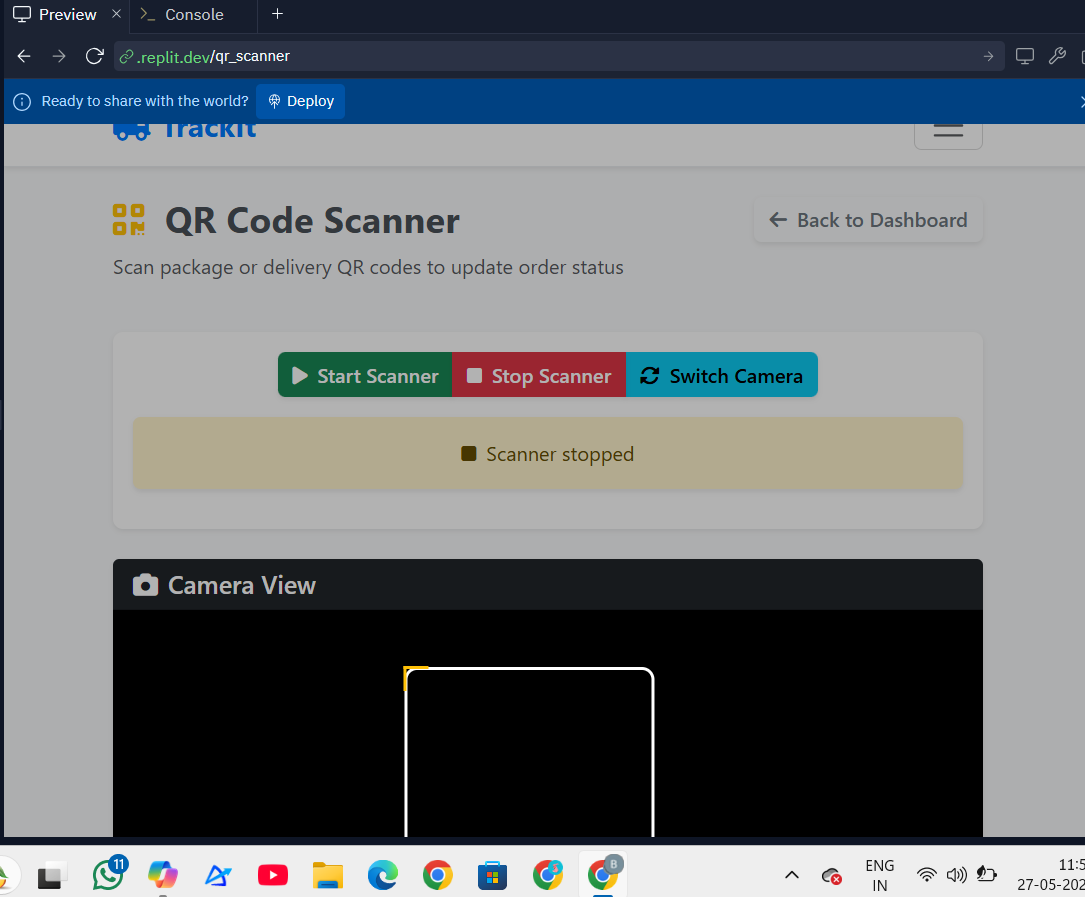 Preview
Console
.replit.dev/qr_scanner
Ready to share with the world? Deploy
TrackIt
QR Code Scanner
Back to Dashboard
Scan package or delivery QR codes to update order status
Start Scanner
Stop Scanner
Switch Camera
Scanner stopped
Camera View
11
B
ENG
IN
11:5
27-05-202